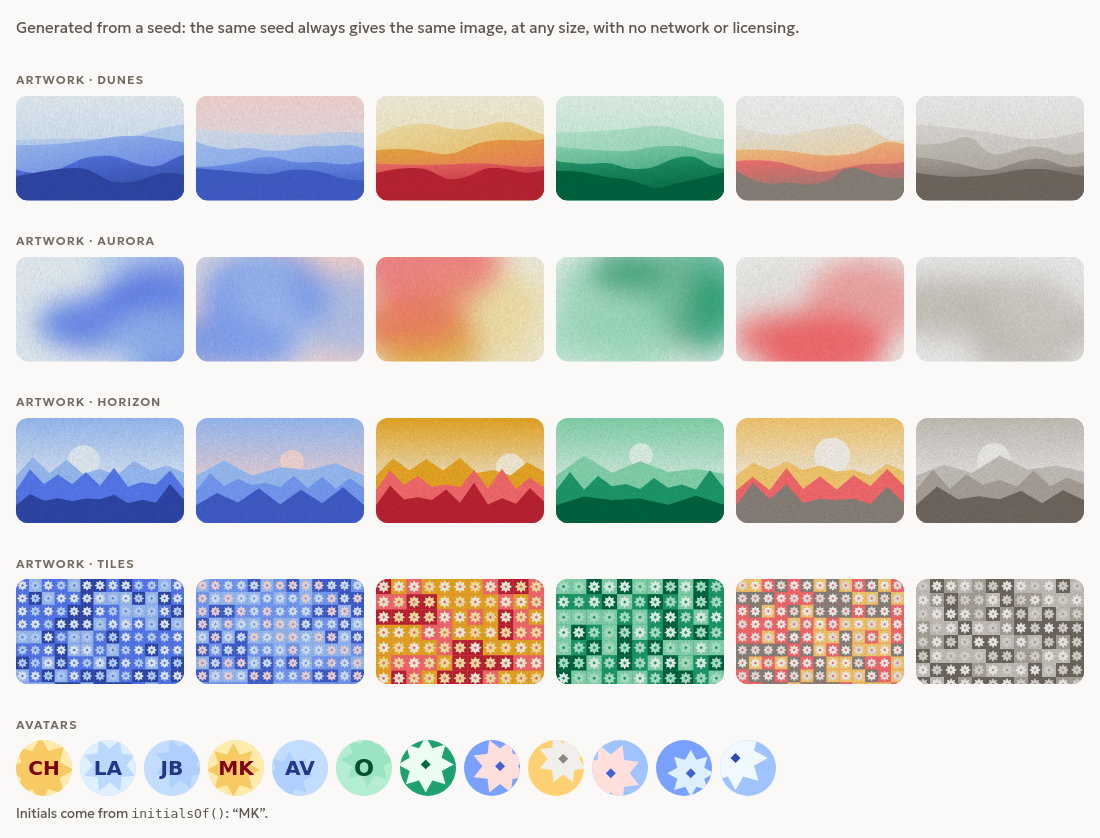 Generated from a seed: the same seed always gives the same image, at any size, with no network or licensing.
ARTWORK · DUNES
ARTWORK · AURORA
ARTWORK · HORIZON
ARTWORK · TILES
AVATARS
CH LA JB MK AV O
Initials come from initialsOf(): “MK”.